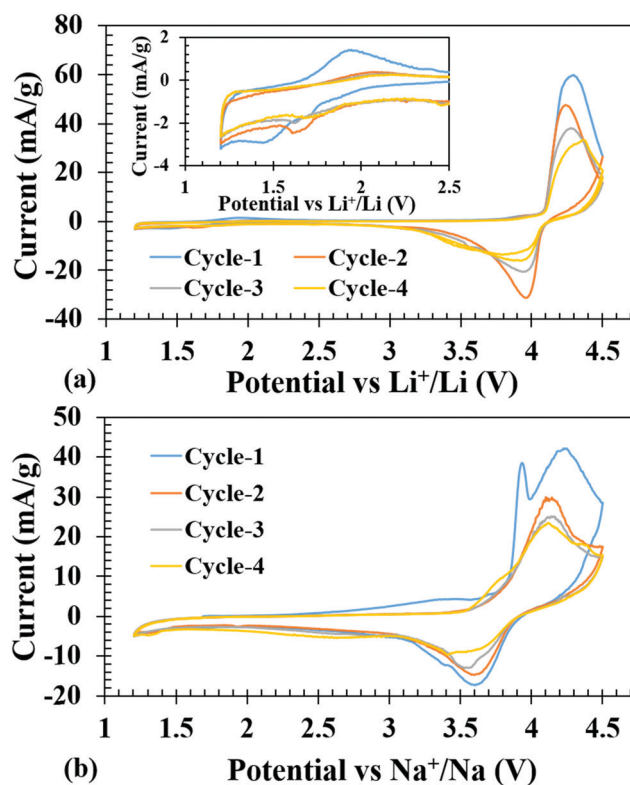 80
60
40
20
0
-20
-40
Current (mA/g)
2
0
-2
-4
Current (mA/g)
1 1.5 2 2.5
Potential vs Li⁺/Li (V)
Cycle-1 Cycle-2
Cycle-3 Cycle-4
1 1.5 2 2.5 3 3.5 4 4.5
(a) Potential vs Li⁺/Li (V)
50
40
30
20
10
0
-10
-20
Current (mA/g)
Cycle-1
Cycle-2
Cycle-3
Cycle-4
1 1.5 2 2.5 3 3.5 4 4.5
(b) Potential vs Na⁺/Na (V)